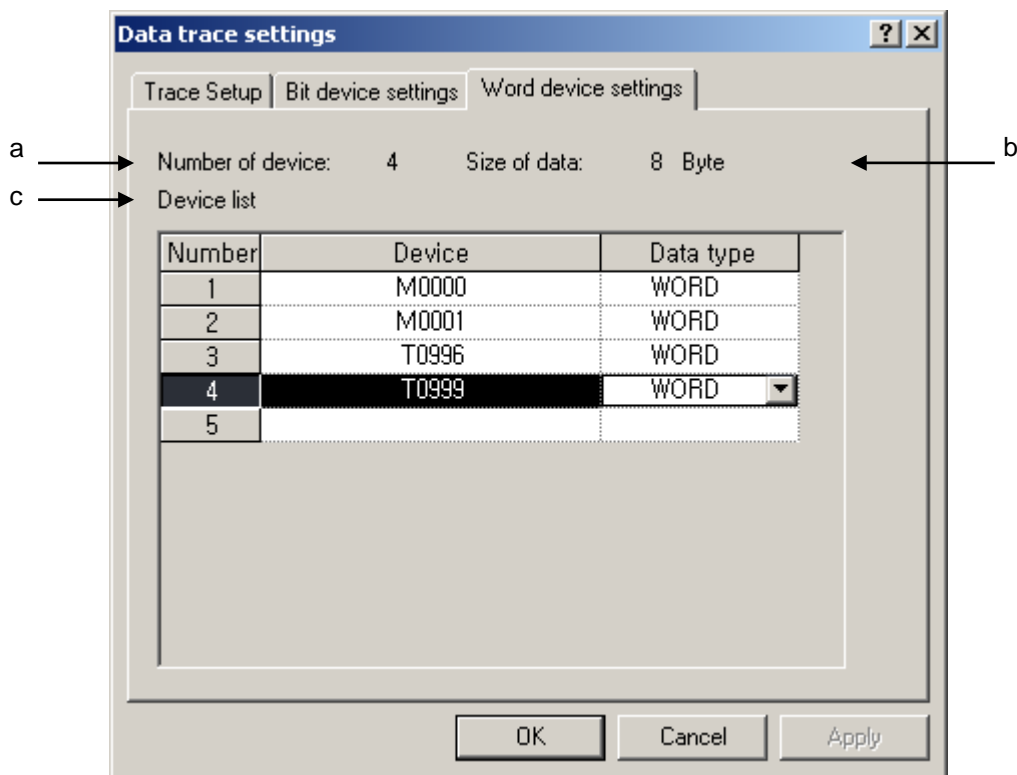 Data trace settings
Trace Setup Bit device settings Word device settings
a Number of device: 4 Size of data: 8 Byte b
c Device list
Number Device Data type
1 M0000 WORD
2 M0001 WORD
3 T0996 WORD
4 T0999 WORD
5
OK Cancel Apply